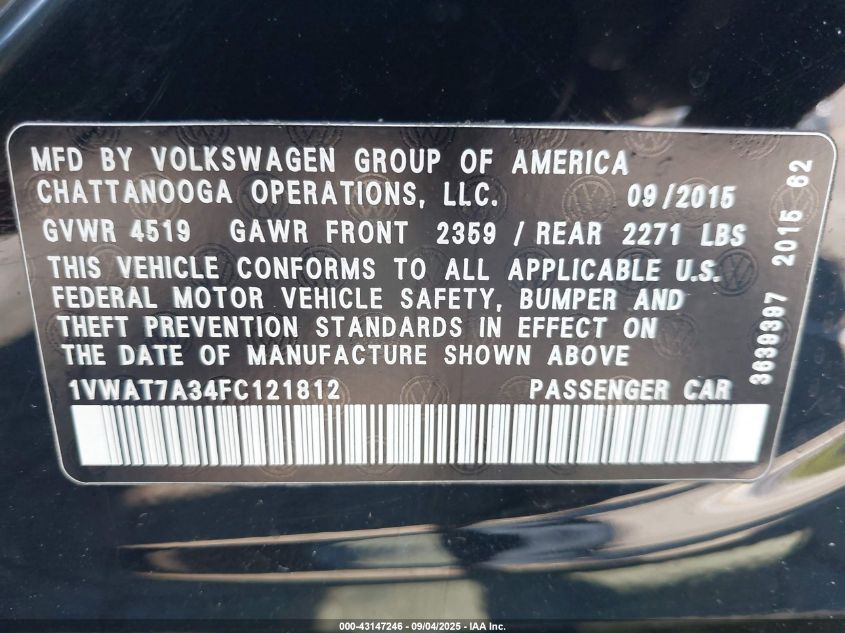 MFD BY VOLKSWAGEN GROUP OF AMERICA
CHATTANOOGA OPERATIONS, LLC. 09/2015
GVWR 4519 GAWR FRONT 2359 / REAR 2271 LBS
THIS VEHICLE CONFORMS TO ALL APPLICABLE U.S.
FEDERAL MOTOR VEHICLE SAFETY, BUMPER AND
THEFT PREVENTION STANDARDS IN EFFECT ON
THE DATE OF MANUFACTURE SHOWN ABOVE
1VWAT7A34FC121812 PASSENGER CAR
3639397 2015 62
000-43147246 - 09/04/2025 - IAA Inc.